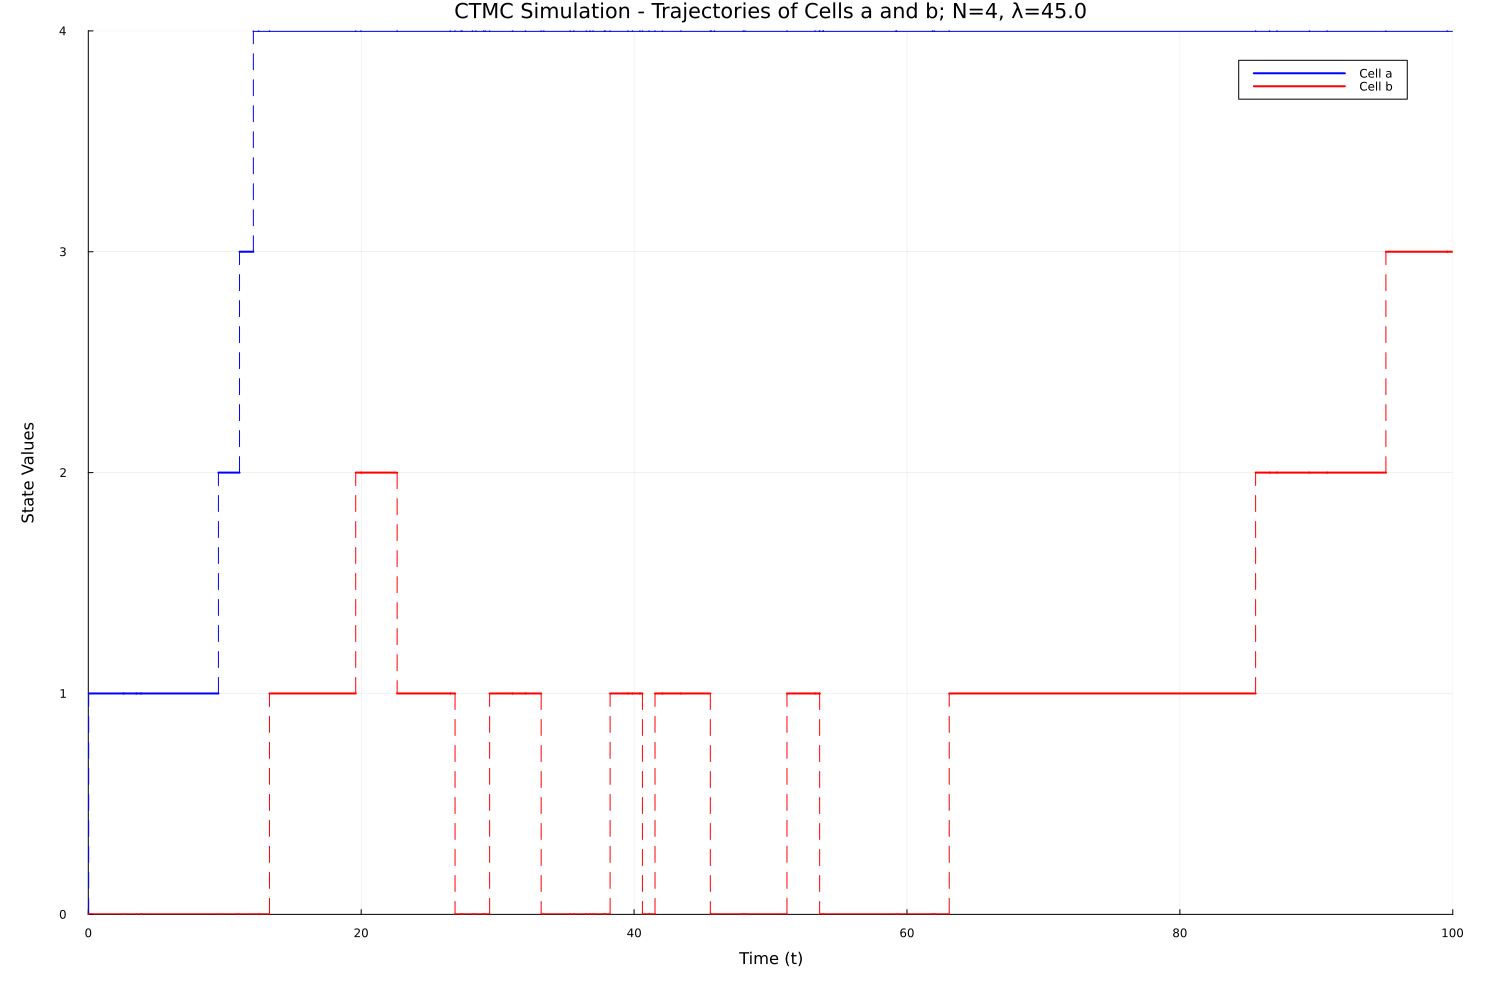 CTMC Simulation - Trajectories of Cells a and b; N=4, λ=45.0
4
Cell a
Cell b
3
State Values
2
1
0
0 20 40 60 80 100
Time (t)